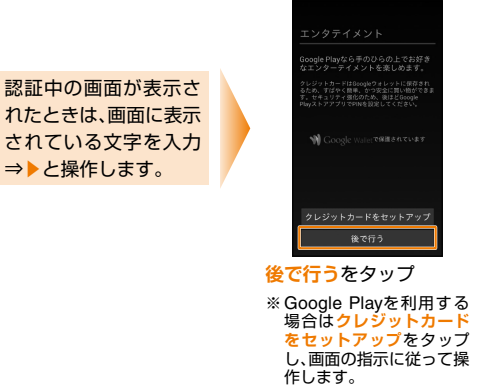 認証中の画面が表示さ
れたときは、画面に表示
されている文字を入力
⇒▶と操作します。
エンタテイメント
Google Playなら手のひらの上でお好き
なエンターテイメントを楽しめます。
クレジットカードはGoogleウォレットに保存され
るため、すばやく簡単、かつ安全に買い物ができま
す。セキュリティ強化のため、後ほどGoogle
PlayストアアプリでPINを設定してください。
Google Walletで保護されています
クレジットカードをセットアップ
後で行う
後で行うをタップ
※Google Playを利用する
場合はクレジットカード
をセットアップをタップ
し、画面の指示に従って操
作します。